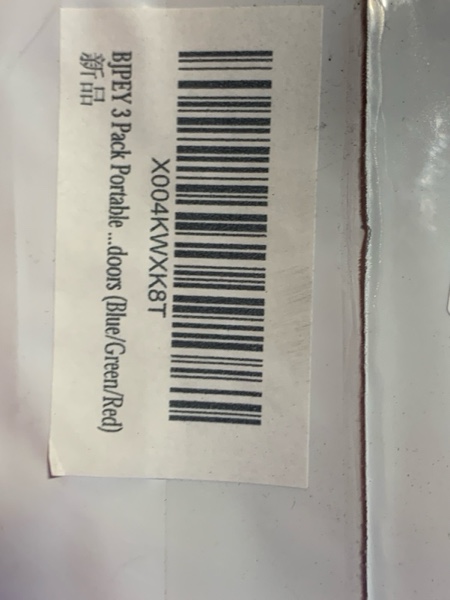 X004KWXK8T
BJPEY 3 Pack Portable ...doors (Blue/Green/Red)
新品